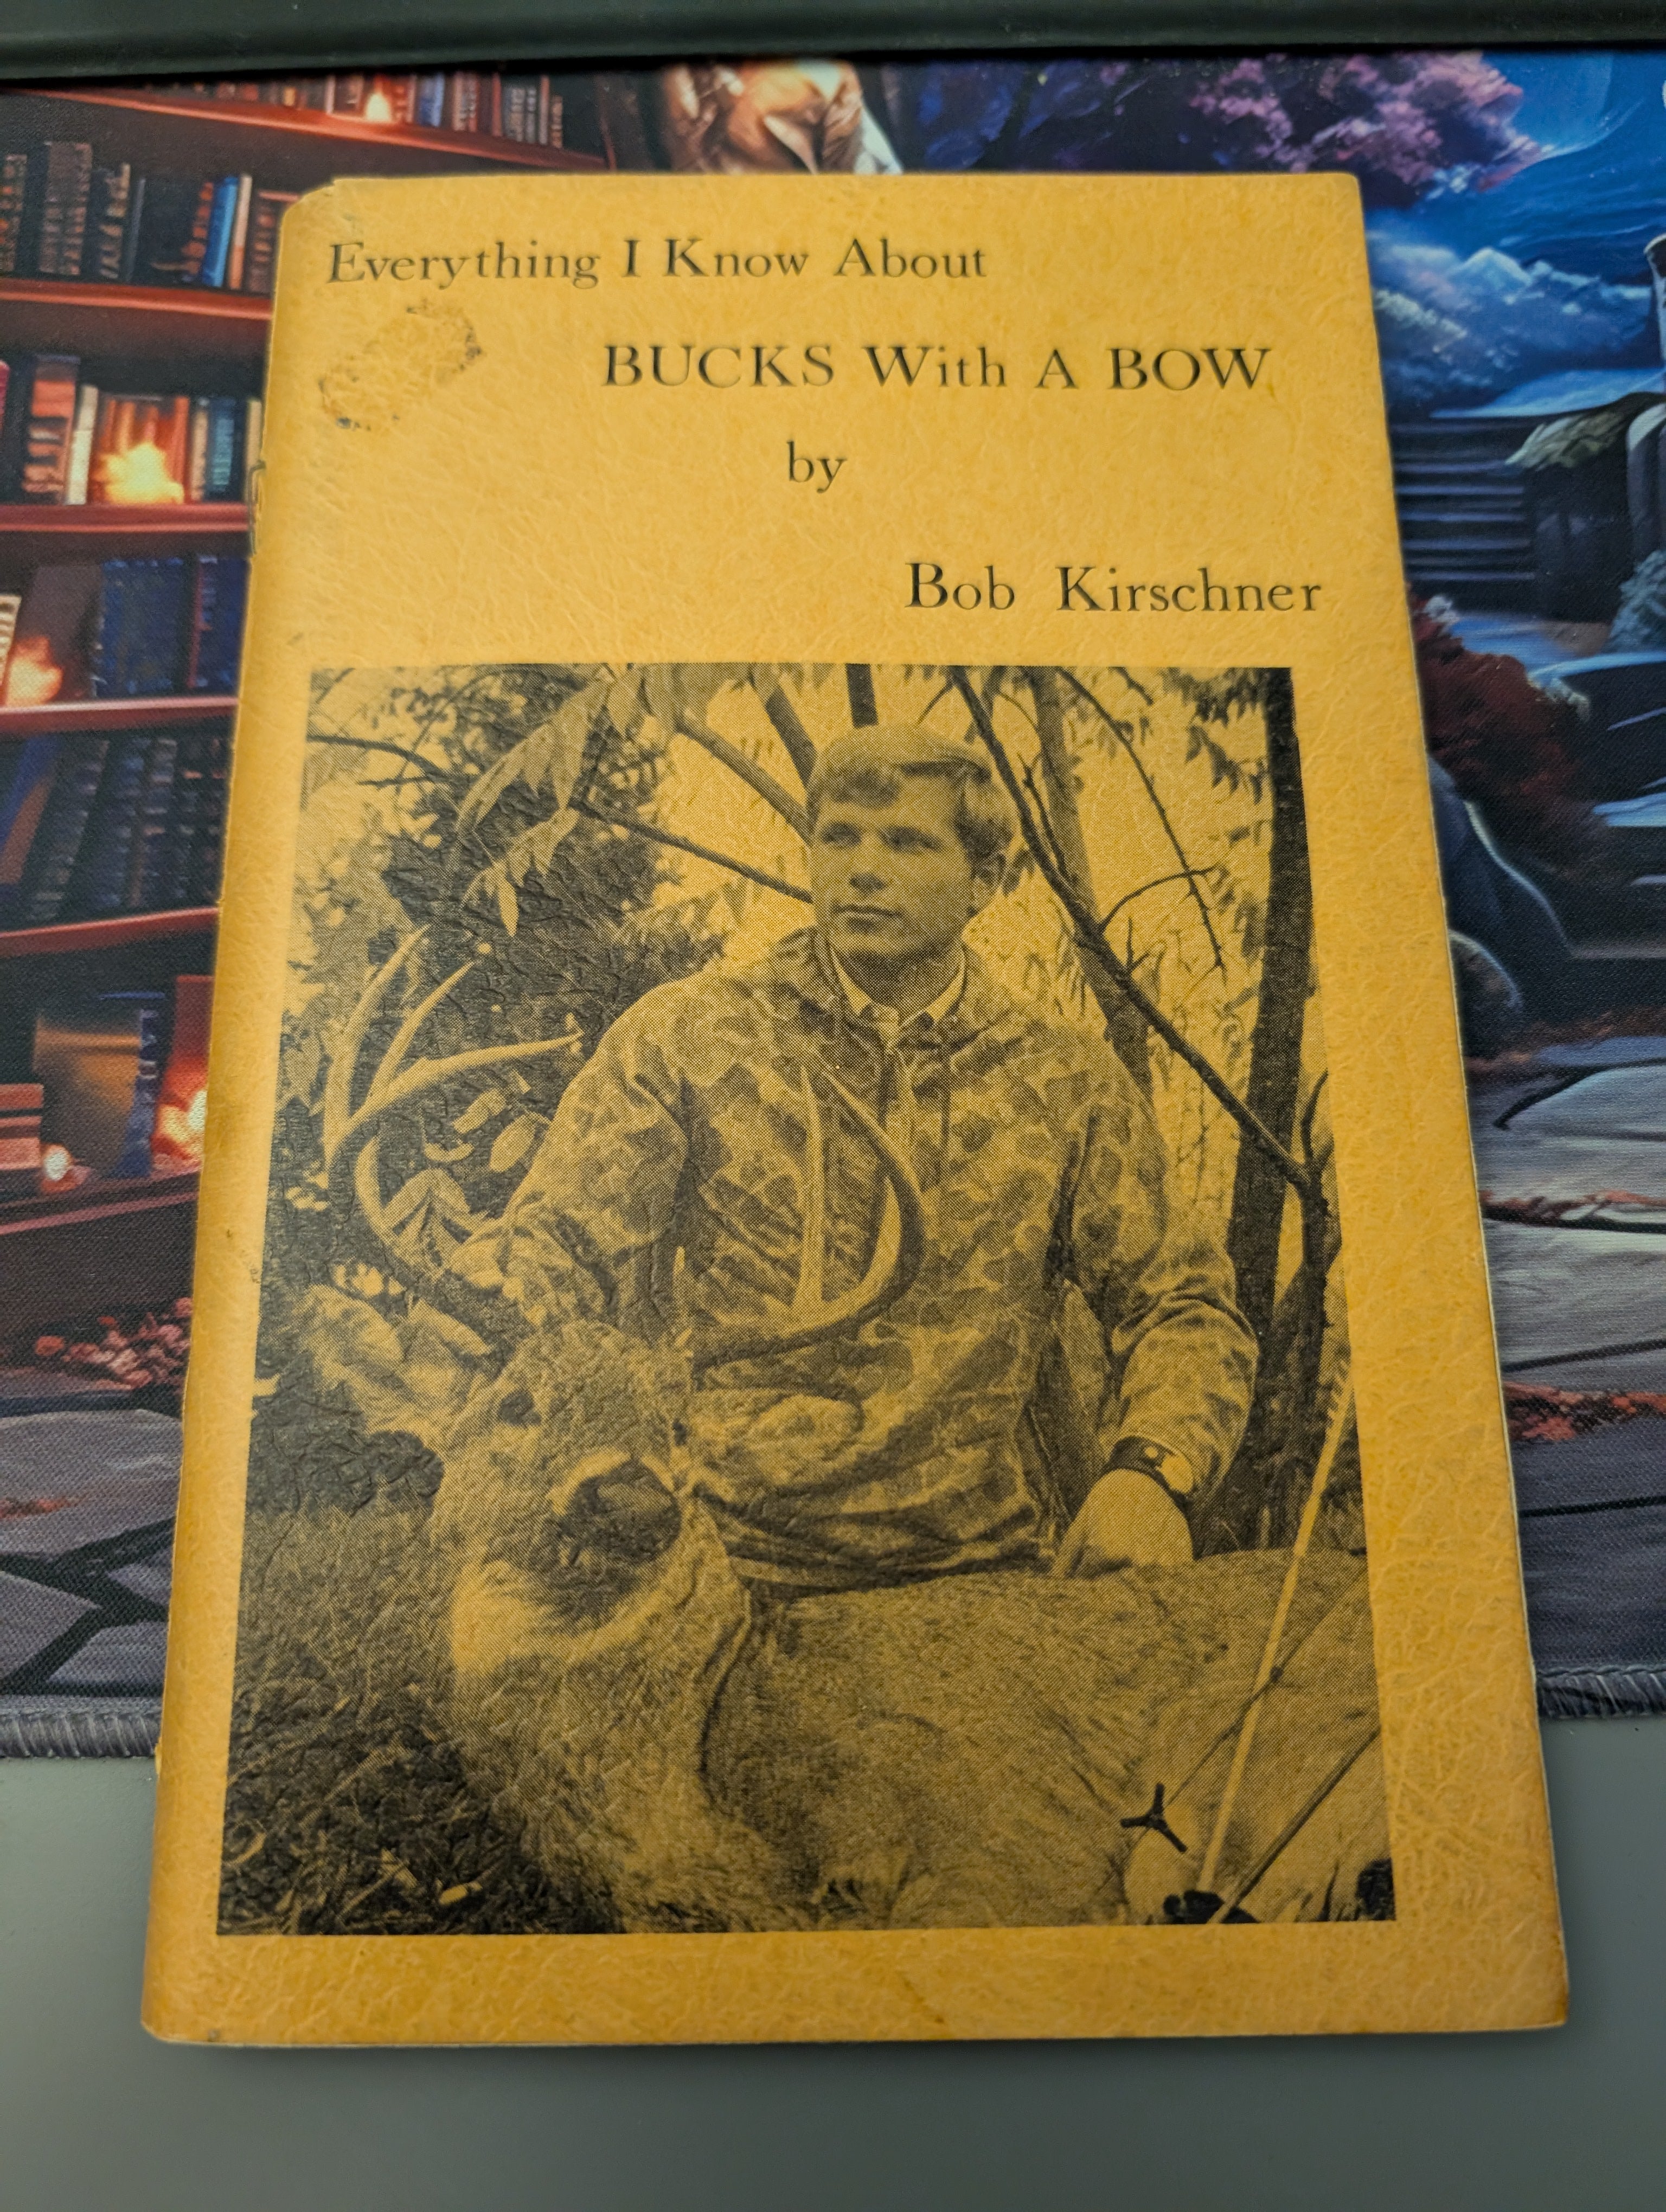 Everything I Know About
BUCKS With A BOW
by
Bob Kirschner